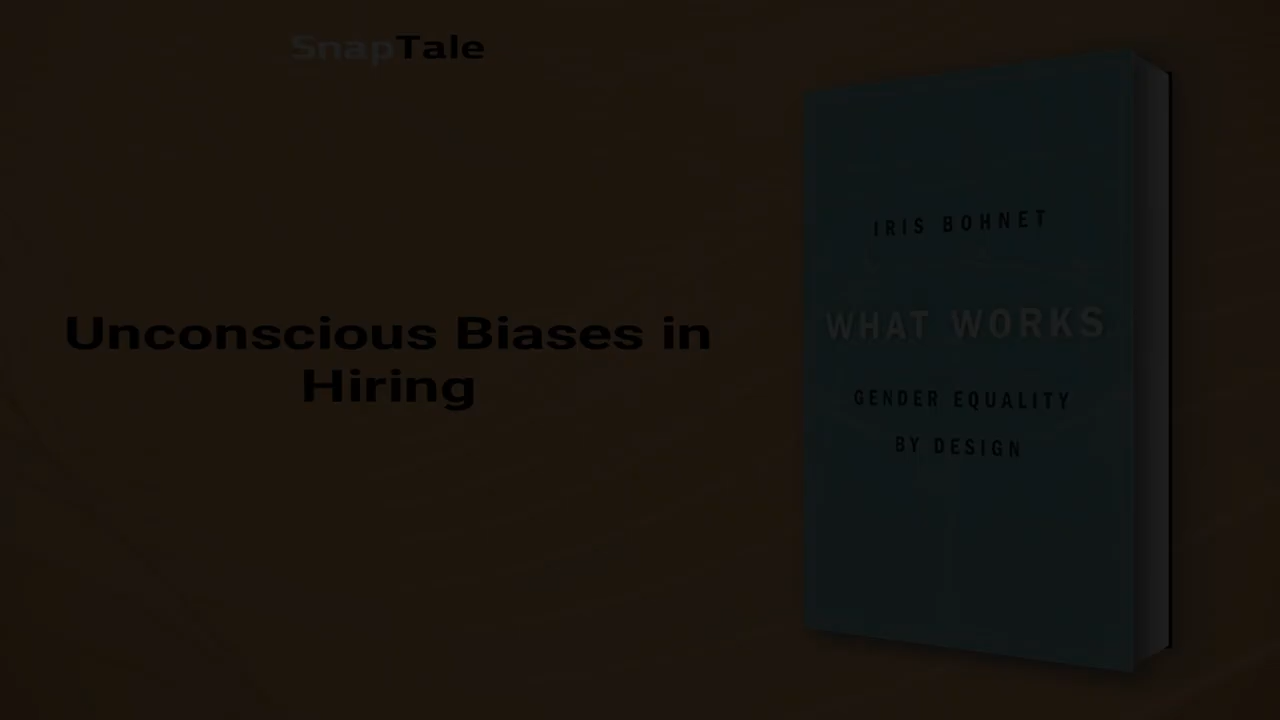 SnapTale
Unconscious Biases in
Hiring
IRIS BOHNET
WHAT WORKS
GENDER EQUALITY
BY DESIGN